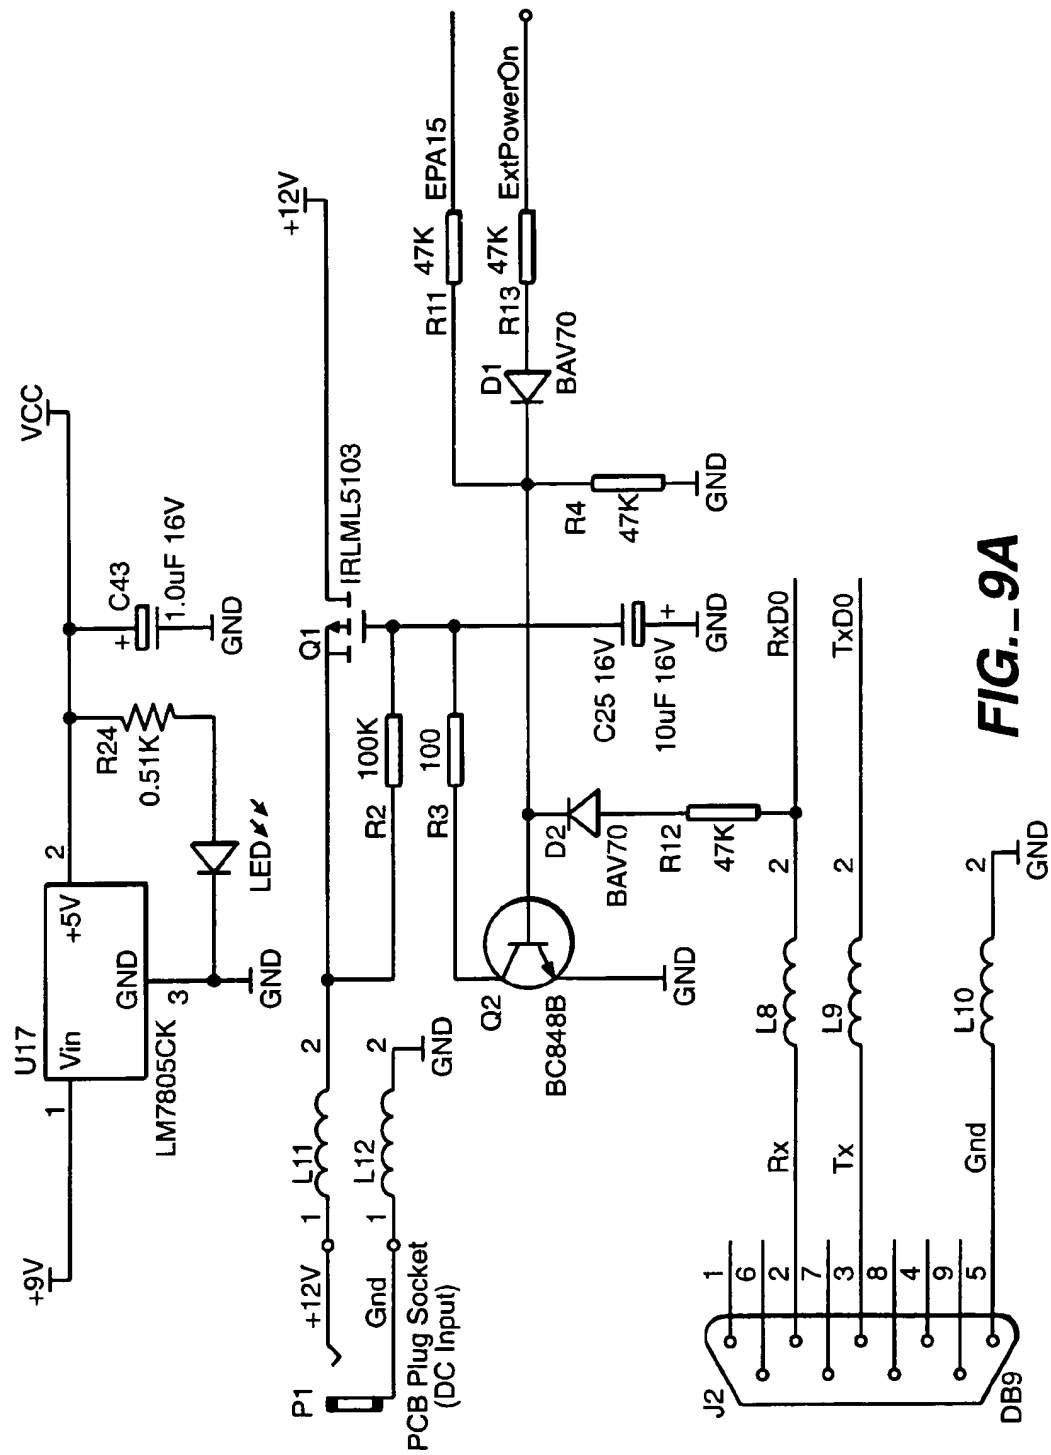 +9V
1
U17
Vin
+5V
GND
LM7805CK
3
2
GND
LED
R24
0.51K
+
C43
1.0uF 16V
GND
VCC
P1
+12V
Gnd
PCB Plug Socket
(DC Input)
1
L11
2
1
L12
2
GND
R2
100K
R3
100
Q1
IRLML5103
+12V
Q2
BC848B
GND
D2
BAV70
R12
47K
C25 16V
10uF 16V
+
GND
R4
47K
GND
D1
BAV70
R11
47K
EPA15
R13
47K
ExtPowerOn
J2
DB9
1
6
2
7
3
8
4
9
5
Rx
L8
2
RxD0
Tx
L9
2
TxD0
Gnd
L10
2
GND
FIG._9A